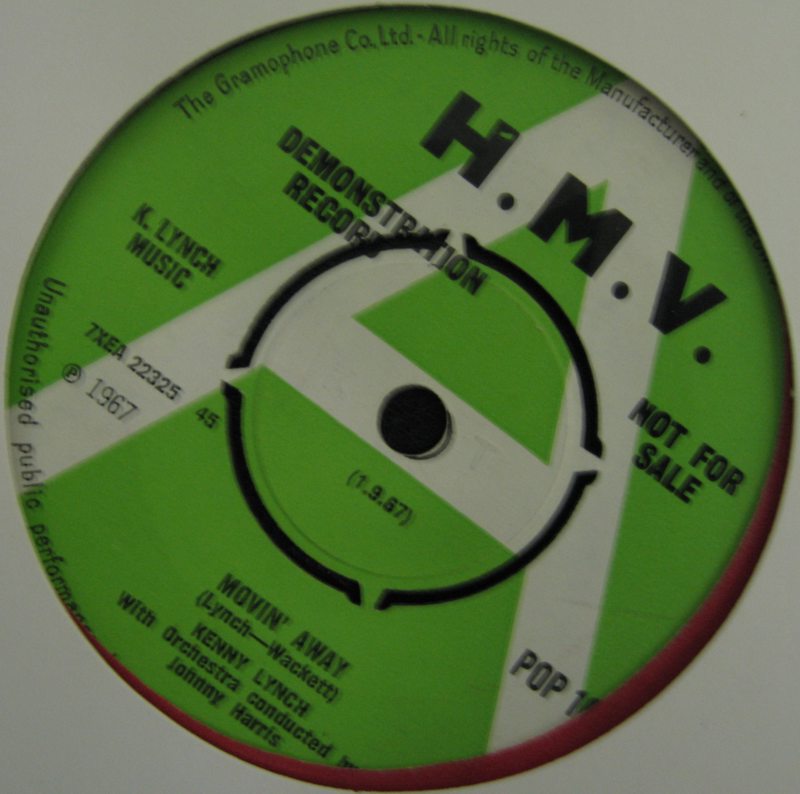 The Gramophone Co. Ltd. - All rights of the Manufacturer and of the
H.M.V.
DEMONSTRATION
RECORD
K. LYNCH
MUSIC
7XEA 22325
℗ 1967
45
NOT FOR
SALE
(1.9.67)
POP
MOVIN' AWAY
(Lynch—Wackett)
KENNY LYNCH
with Orchestra conducted by
Johnny Harris
Unauthorised public